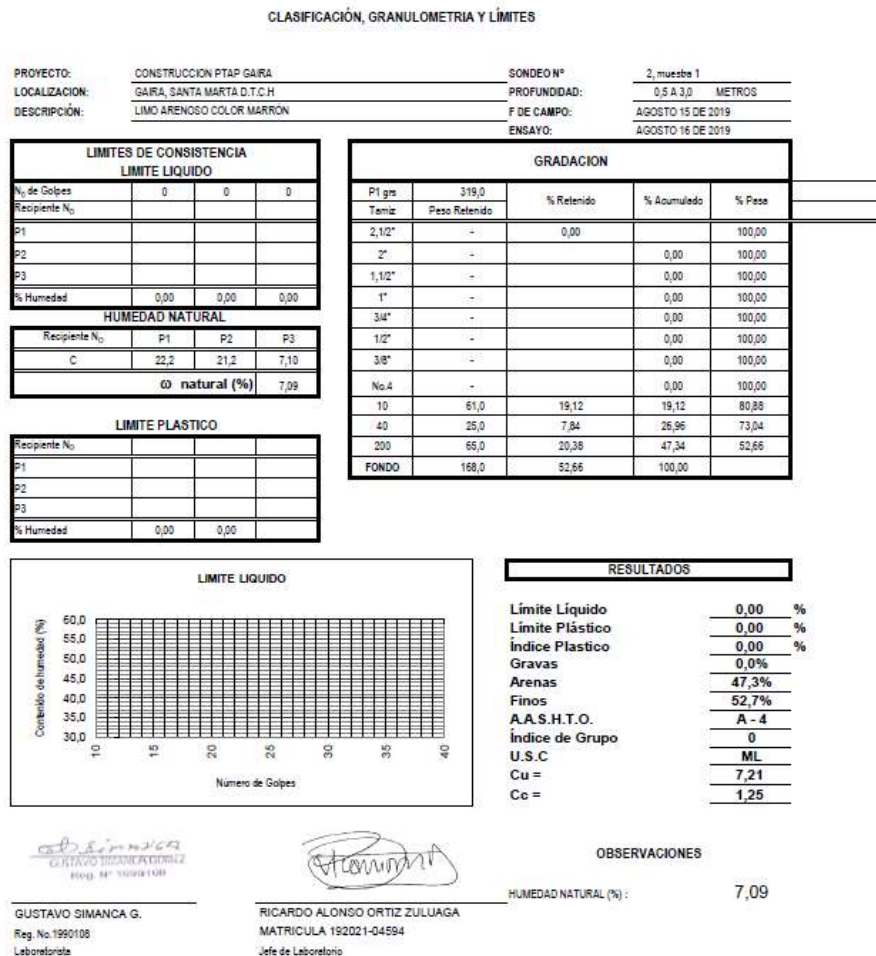 CLASIFICACIÓN, GRANULOMETRIA Y LÍMITES
PROYECTO: CONSTRUCCION PTAP GAIRA SONDEO Nº 2, muestra 1
LOCALIZACION: GAIRA, SANTA MARTA D.T.C.H PROFUNDIDAD: 0,5 A 3,0 METROS
DESCRIPCIÓN: LIMO ARENOSO COLOR MARRON F DE CAMPO: AGOSTO 15 DE 2019
ENSAYO: AGOSTO 16 DE 2019
LIMITES DE CONSISTENCIA
LIMITE LIQUIDO
N₀ de Golpes 0 0 0
Recipiente N₀
P1
P2
P3
% Humedad 0,00 0,00 0,00
HUMEDAD NATURAL
Recipiente N₀ P1 P2 P3
C 22,2 21,2 7,10
ω natural (%) 7,09
LIMITE PLASTICO
Recipiente N₀
P1
P2
P3
% Humedad 0,00 0,00
GRADACION
P1 grs 319,0 % Retenido % Acumulado % Pasa
Tamiz Peso Retenido
2,1/2" - 0,00 100,00
2" - 0,00 100,00
1,1/2" - 0,00 100,00
1" - 0,00 100,00
3/4" - 0,00 100,00
1/2" - 0,00 100,00
3/8" - 0,00 100,00
No.4 - 0,00 100,00
10 61,0 19,12 19,12 80,88
40 25,0 7,84 26,96 73,04
200 65,0 20,38 47,34 52,66
FONDO 168,0 52,66 100,00
LIMITE LIQUIDO
Contenido de humedad (%)
60,0
55,0
50,0
45,0
40,0
35,0
30,0
10 15 20 25 30 35 40
Número de Golpes
RESULTADOS
Límite Líquido 0,00 %
Límite Plástico 0,00 %
Índice Plastico 0,00 %
Gravas 0,0%
Arenas 47,3%
Finos 52,7%
A.A.S.H.T.O. A - 4
Índice de Grupo 0
U.S.C ML
Cu = 7,21
Cc = 1,25
GUSTAVO SIMANCA GOMEZ
Reg. Nº 1990108
GUSTAVO SIMANCA G.
Reg. No.1990108
Laboratorista
RICARDO ALONSO ORTIZ ZULUAGA
MATRICULA 192021-04594
Jefe de Laboratorio
OBSERVACIONES
HUMEDAD NATURAL (%) : 7,09